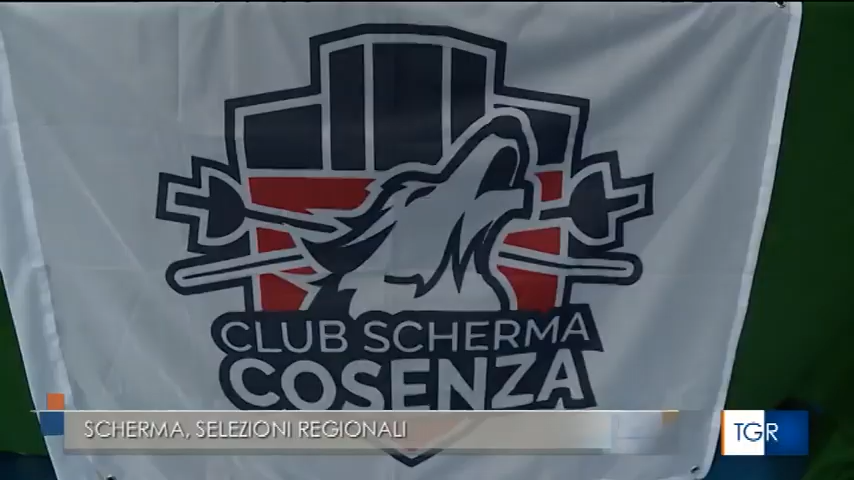 CLUB SCHERMA
COSENZA
SCHERMA, SELEZIONI REGIONALI
TGR